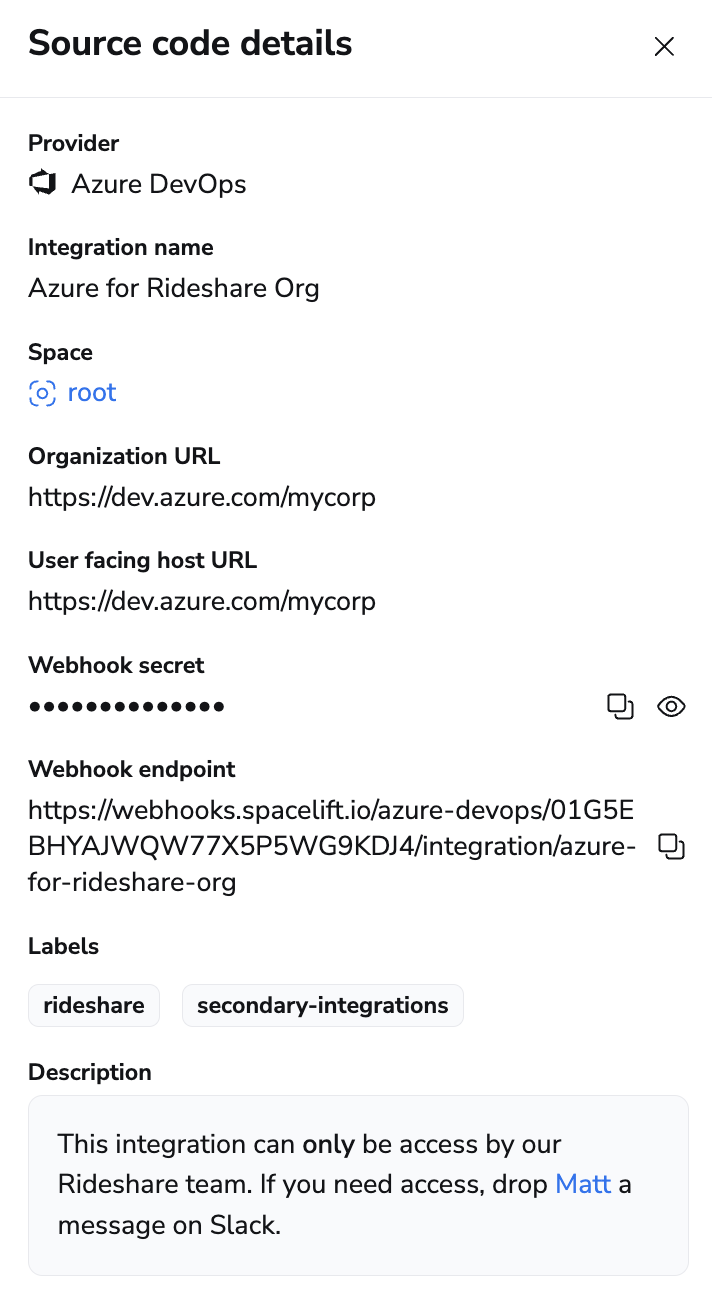 Source code details
Provider
Azure DevOps
Integration name
Azure for Rideshare Org
Space
root
Organization URL
https://dev.azure.com/mycorp
User facing host URL
https://dev.azure.com/mycorp
Webhook secret
••••••••••••••
Webhook endpoint
https://webhooks.spacelift.io/azure-devops/01G5E
BHYAJWQW77X5P5WG9KDJ4/integration/azure-
for-rideshare-org
Labels
rideshare secondary-integrations
Description
This integration can only be access by our
Rideshare team. If you need access, drop Matt a
message on Slack.